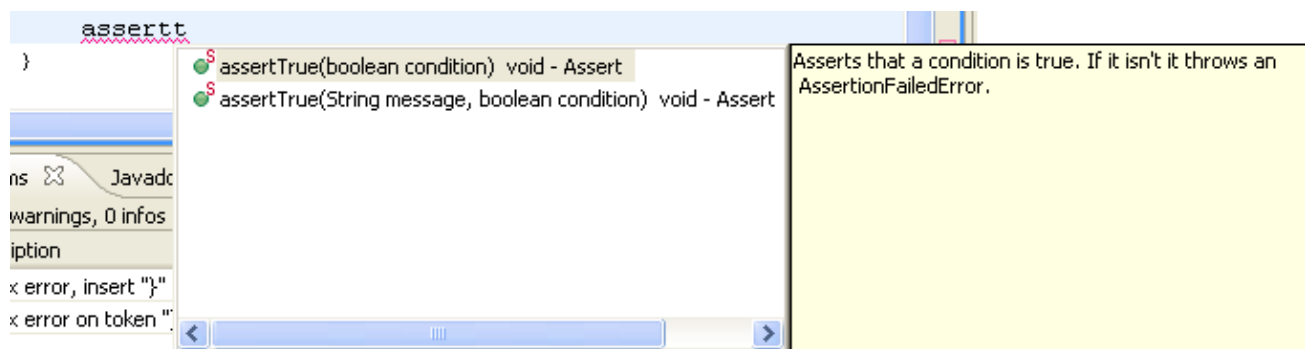 assertt
}
S assertTrue(boolean condition) void - Assert
S assertTrue(String message, boolean condition) void - Assert
Asserts that a condition is true. If it isn't it throws an
AssertionFailedError.
ns Javado
warnings, 0 infos
iption
x error, insert "}"
x error on token "